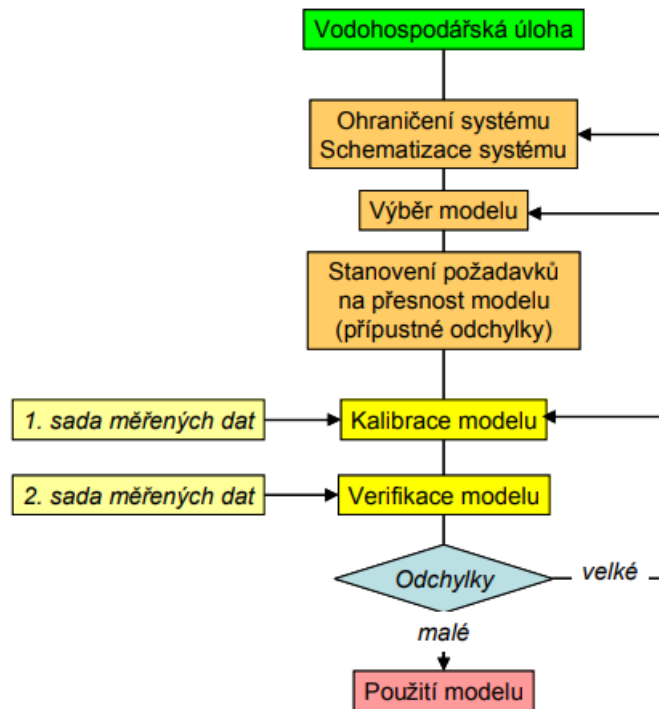 Vodohospodářská úloha
Ohraničení systému
Schematizace systému
Výběr modelu
Stanovení požadavků
na přesnost modelu
(přípustné odchylky)
1. sada měřených dat
Kalibrace modelu
2. sada měřených dat
Verifikace modelu
Odchylky
velké
malé
Použití modelu